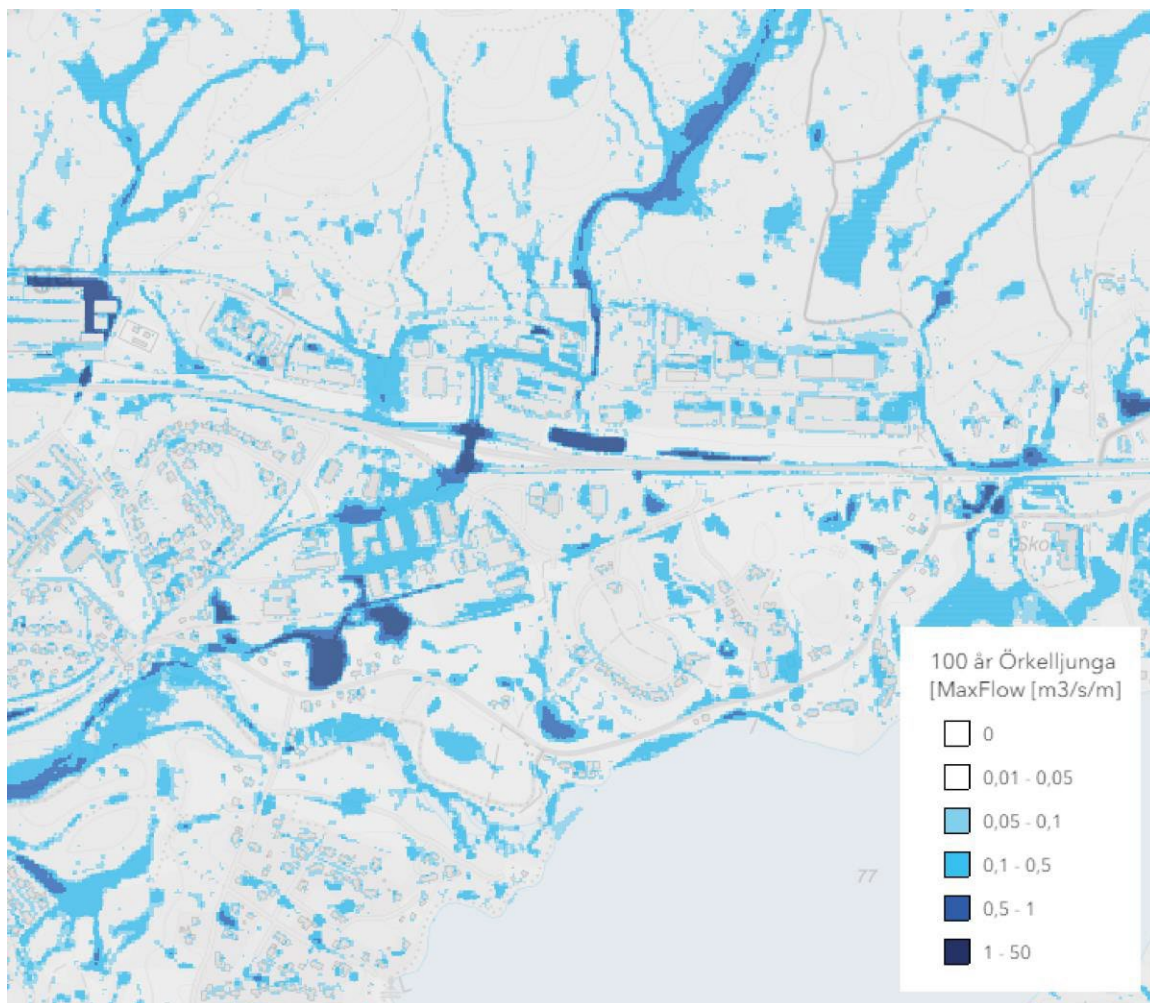 Sko
100 år Örkelljunga
[MaxFlow [m3/s/m]
0
0,01 - 0,05
0,05 - 0,1
0,1 - 0,5
0,5 - 1
1 - 50
77